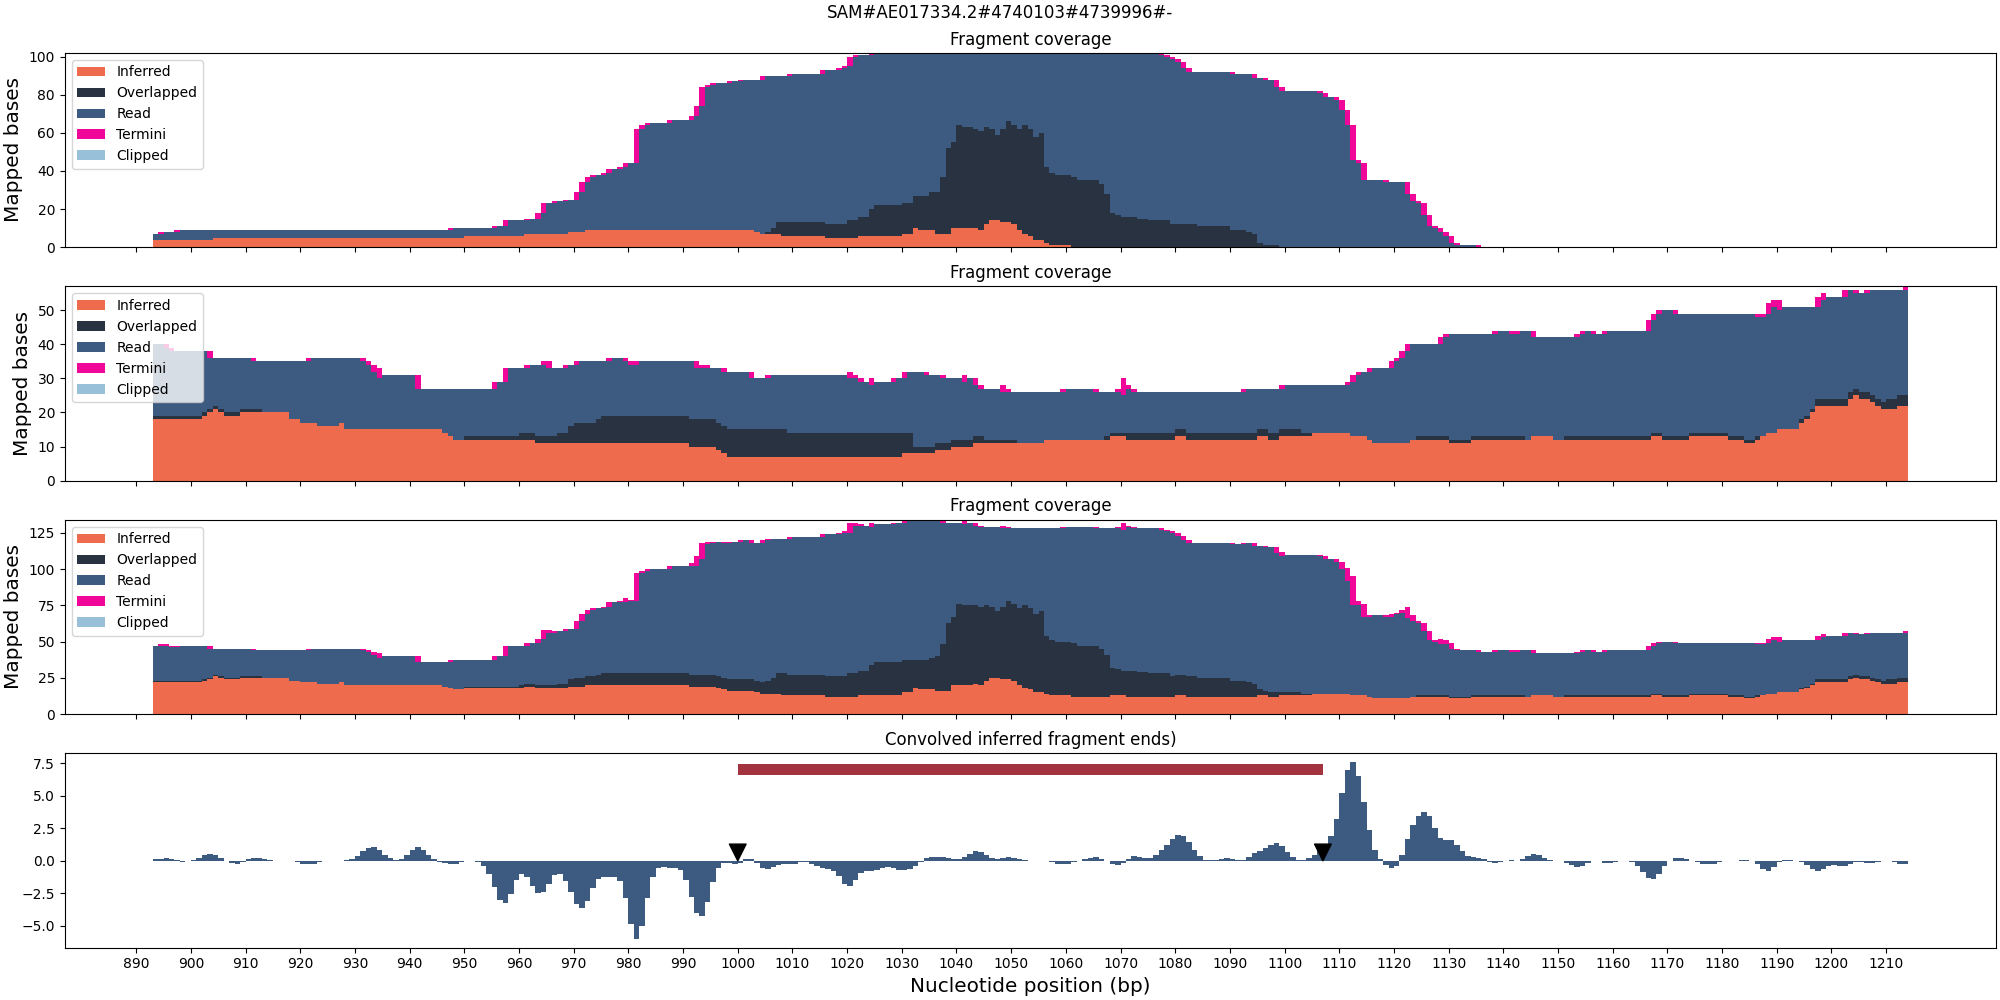 SAM#AE017334.2#4740103#4739996#-
Fragment coverage
Mapped bases
100
80
60
40
20
0
Inferred
Overlapped
Read
Termini
Clipped
Fragment coverage
Mapped bases
50
40
30
20
10
0
Inferred
Overlapped
Read
Termini
Clipped
Fragment coverage
Mapped bases
125
100
75
50
25
0
Inferred
Overlapped
Read
Termini
Clipped
Convolved inferred fragment ends)
7.5
5.0
2.5
0.0
−2.5
−5.0
890 900 910 920 930 940 950 960 970 980 990 1000 1010 1020 1030 1040 1050 1060 1070 1080 1090 1100 1110 1120 1130 1140 1150 1160 1170 1180 1190 1200 1210
Nucleotide position (bp)